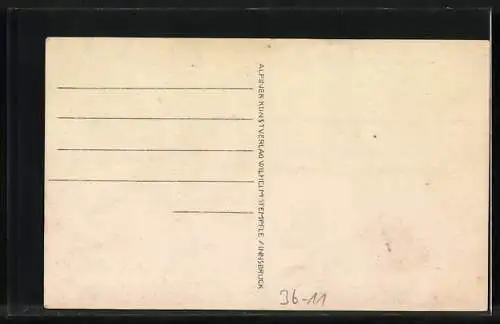 ALPINER KUNSTVERLAG WILHELM STEMPFLE / INNSBRUCK
36-11